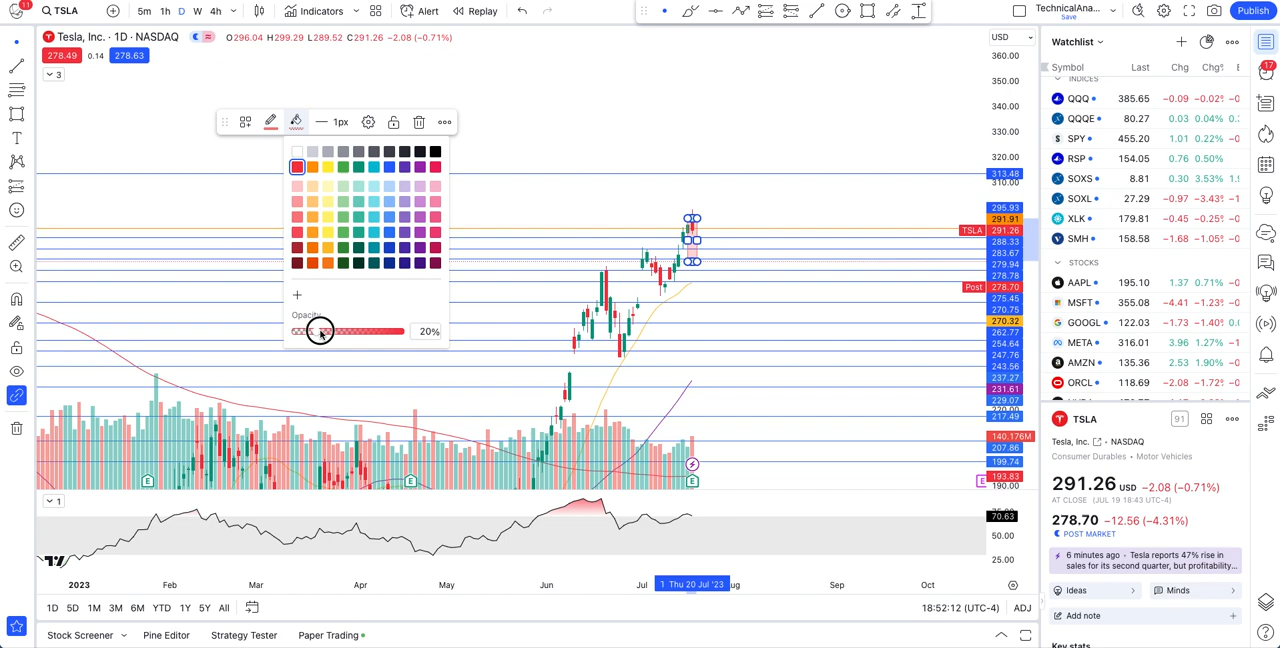 11
TSLA
5m 1h D W 4h
Indicators
Alert
Replay
TechnicalAna...
Save
Publish
Tesla, Inc. · 1D · NASDAQ
O296.04 H299.29 L289.52 C291.26 −2.08 (−0.71%)
278.49 0.14 278.63
3
1px
Opacity
20%
USD
360.00
350.00
340.00
330.00
320.00
313.48
310.00
295.93
291.91
TSLA 291.26
288.33
283.67
279.94
278.78
Post 278.70
275.45
270.75
270.32
262.77
254.64
247.76
243.56
237.27
231.61
229.07
217.49
140.176M
207.86
199.74
193.83
190.00
E
E
E
E
1
70.63
50.00
25.00
2023 Feb Mar Apr May Jun Jul 1 Thu 20 Jul '23 ug Sep Oct
1D 5D 1M 3M 6M YTD 1Y 5Y All
18:52:12 (UTC-4) ADJ
Stock Screener Pine Editor Strategy Tester Paper Trading
Watchlist
Symbol Last Chg Chg%
INDICES
QQQ 385.65 −0.09 −0.02%
QQQE 80.27 0.03 0.04%
SPY 455.20 1.01 0.22%
RSP 154.05 0.76 0.50%
SOXS 8.81 0.30 3.53%
SOXL 27.29 −0.97 −3.43%
XLK 179.81 −0.45 −0.25%
SMH 158.58 −1.68 −1.05%
STOCKS
AAPL 195.10 1.37 0.71%
MSFT 355.08 −4.41 −1.23%
GOOGL 122.03 −1.73 −1.40%
META 316.01 3.96 1.27%
AMZN 135.36 2.53 1.90%
ORCL 118.69 −2.08 −1.72%
TSLA
91
Tesla, Inc. • NASDAQ
Consumer Durables • Motor Vehicles
291.26 USD −2.08 (−0.71%)
AT CLOSE (JUL 19 18:43 UTC-4)
278.70 −12.56 (−4.31%)
POST MARKET
6 minutes ago • Tesla reports 47% rise in
sales for its second quarter, but profitability...
Ideas
Minds
Add note
Key stats
17